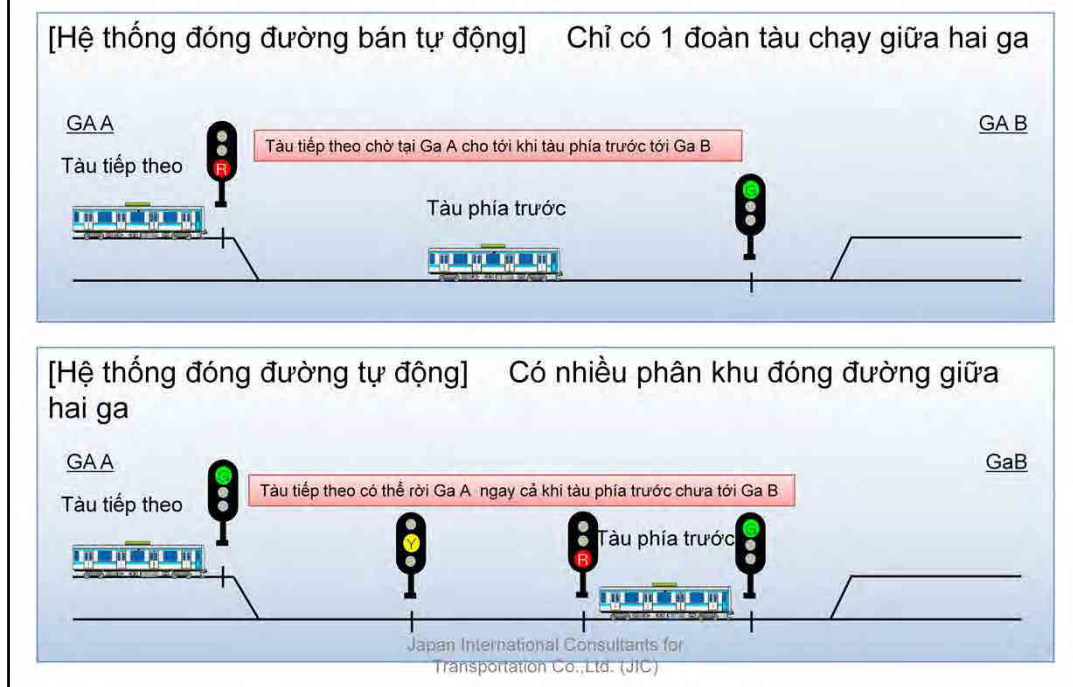 [Hệ thống đóng đường bán tự động] Chỉ có 1 đoàn tàu chạy giữa hai ga
GA A
GA B
Tàu tiếp theo
R
Tàu tiếp theo chờ tại Ga A cho tới khi tàu phía trước tới Ga B
G
Tàu phía trước
[Hệ thống đóng đường tự động] Có nhiều phân khu đóng đường giữa
hai ga
GA A
GaB
G
Tàu tiếp theo có thể rời Ga A ngay cả khi tàu phía trước chưa tới Ga B
Tàu tiếp theo
Y
R
Tàu phía trước
G
Japan International Consultants for
Transportation Co.,Ltd. (JIC)